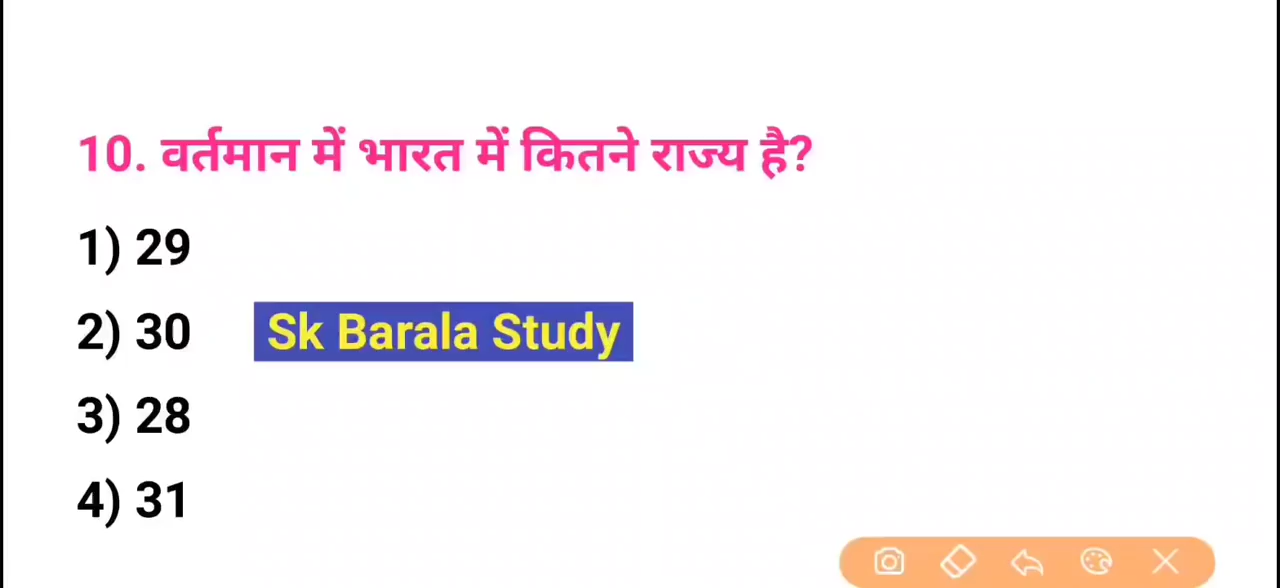 10. वर्तमान में भारत में कितने राज्य है?
1) 29
2) 30
Sk Barala Study
3) 28
4) 31